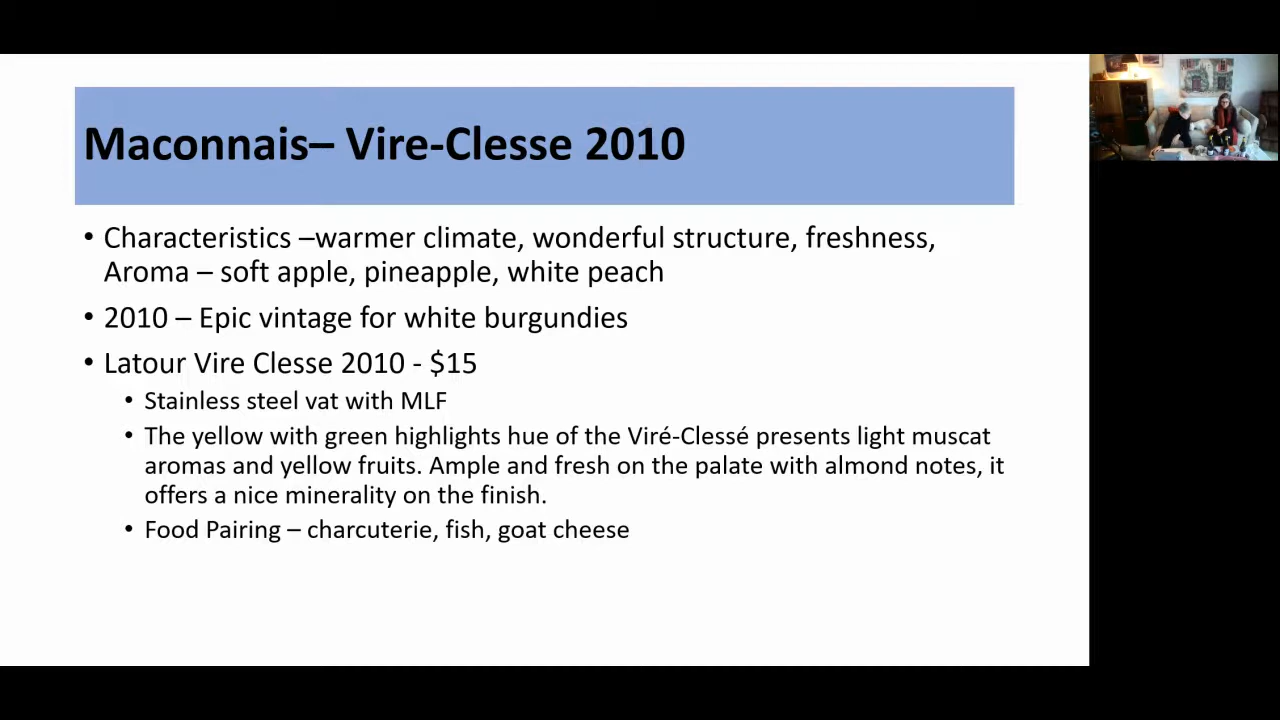 Maconnais– Vire-Clesse 2010
• Characteristics –warmer climate, wonderful structure, freshness,
Aroma – soft apple, pineapple, white peach
• 2010 – Epic vintage for white burgundies
• Latour Vire Clesse 2010 - $15
• Stainless steel vat with MLF
• The yellow with green highlights hue of the Viré-Clessé presents light muscat
aromas and yellow fruits. Ample and fresh on the palate with almond notes, it
offers a nice minerality on the finish.
• Food Pairing – charcuterie, fish, goat cheese